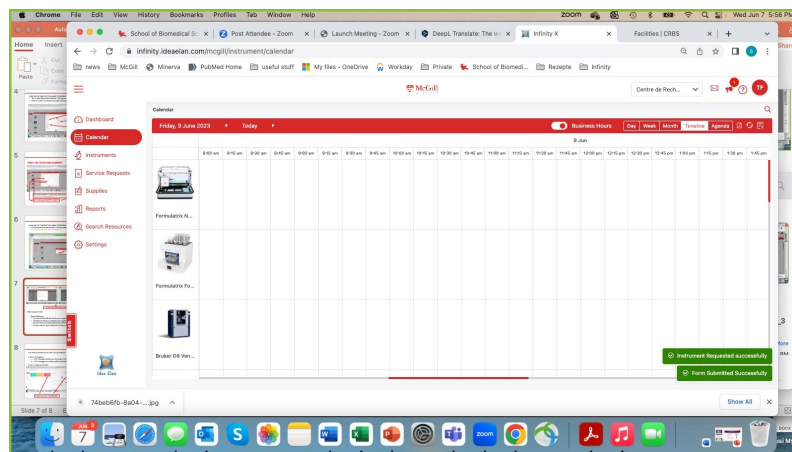 Chrome File Edit View History Bookmarks Profiles Tab Window Help
zoom Wed Jun 7 5:56 PM
School of Biomedical Sc
Post Attendee - Zoom
Launch Meeting - Zoom
DeepL Translate: The wo
Infinity X
Facilities | CRBS
Home Insert
infinity.ideaelan.com/mcgill/instrument/calendar
Paste
news McGill Minerva PubMed Home useful stuff My files - OneDrive Workday Private School of Biomedi... Rezepte Infinity
McGill
Centre de Rech...
TF
Calendar
Dashboard
Calendar
Instruments
Service Requests
Supplies
Reports
Search Resources
Settings
Friday, 9 June 2023 Today
Business Hours
Day Week Month Timeline Agenda
9 Jun
8:00 am 8:15 am 8:30 am 8:45 am 9:00 am 9:15 am 9:30 am 9:45 am 10:00 am 10:15 am 10:30 am 10:45 am 11:00 am 11:15 am 11:30 am 11:45 am 12:00 pm 12:15 pm 12:30 pm 12:45 pm 1:00 pm 1:15 pm 1:30 pm 1:45 pm
Formulatrix N...
Formulatrix Fo...
Bruker D8 Ven...
Switch
Idea Elan
Instrument Requested successfully
Form Submitted Successfully
74beb6fb-8a04-....jpg
Show All
Slide 7 of 8
JUN
7
zoom